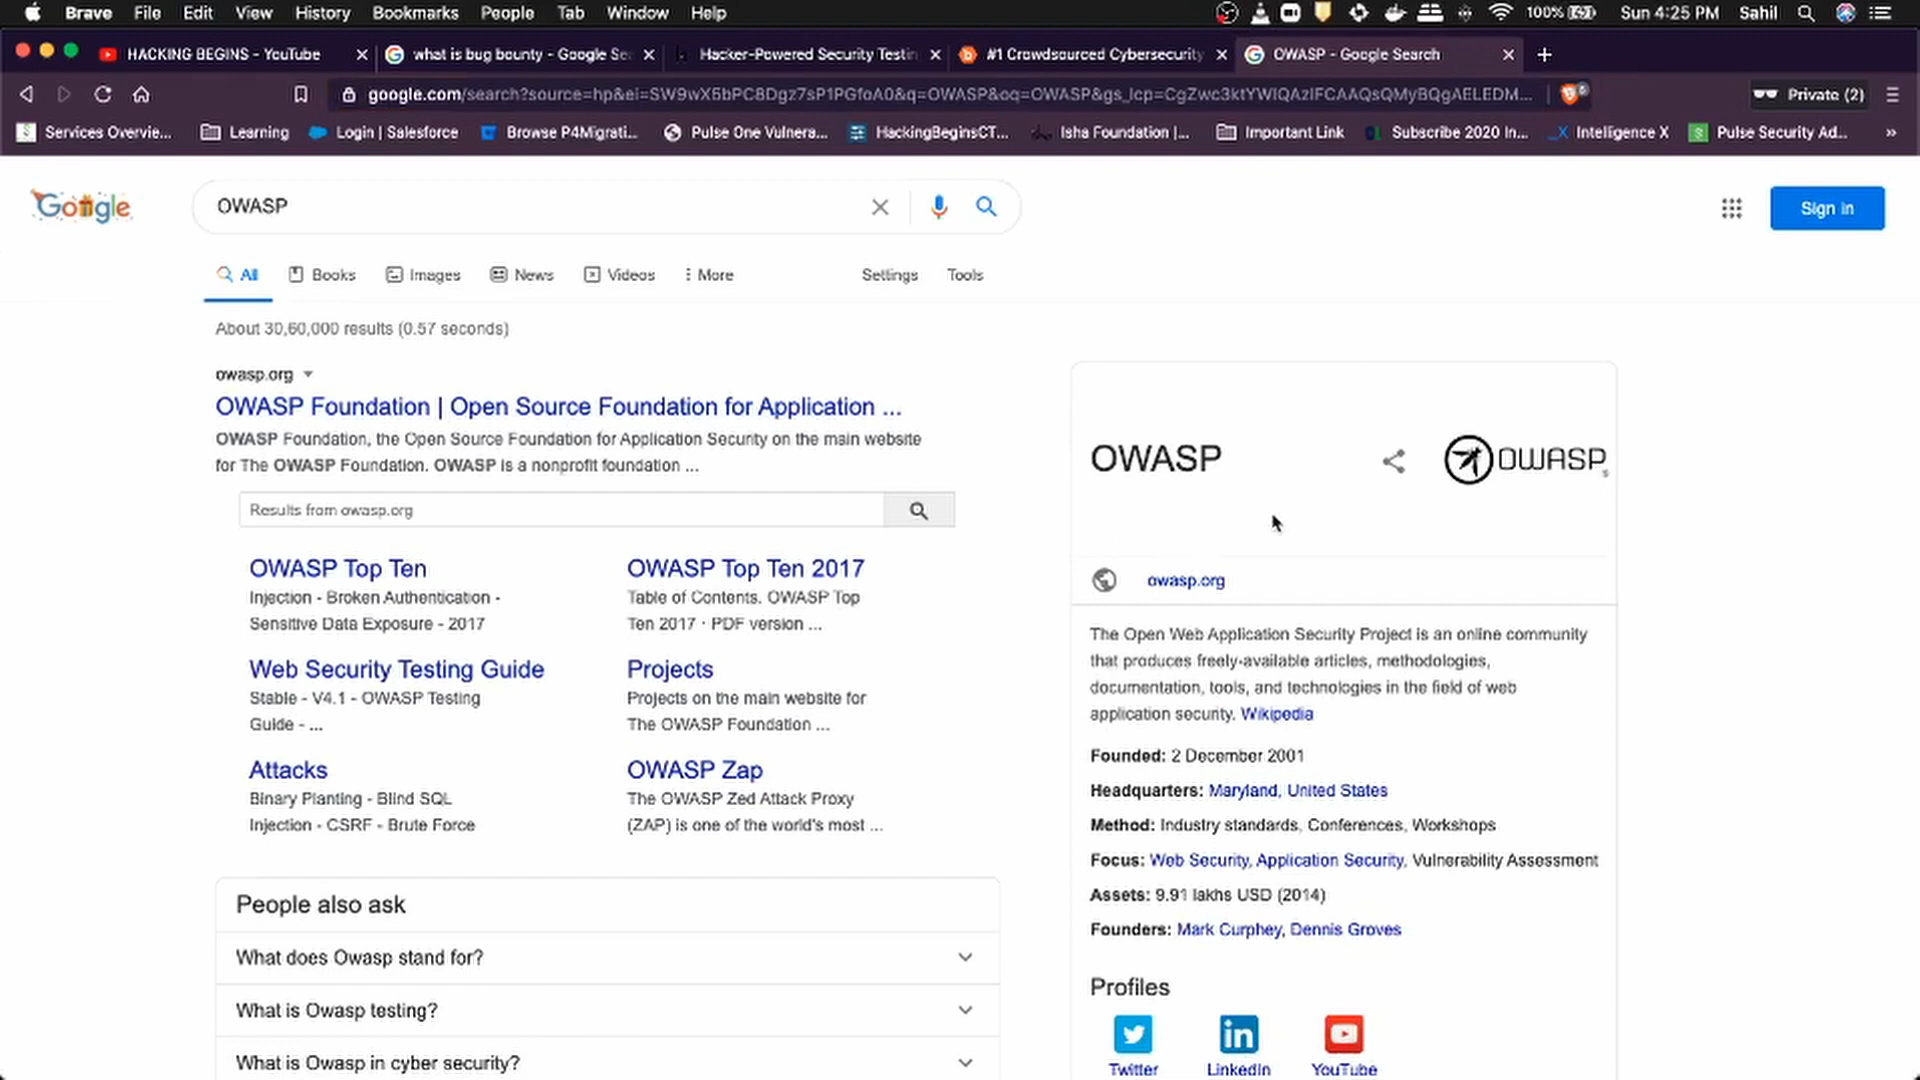 Brave File Edit View History Bookmarks People Tab Window Help 100% Sun 4:25 PM Sahil
HACKING BEGINS - YouTube what is bug bounty - Google Se Hacker-Powered Security Testin #1 Crowdsourced Cybersecurity OWASP - Google Search
google.com/search?source=hp&ei=SW9wX6bPC8Dgz7sP1PGfoA0&q=OWASP&oq=OWASP&gs_lcp=CgZwc3ktYWIQAzIFCAAQsQMyBQgAELEDM... Private (2)
Services Overvie... Learning Login | Salesforce Browse P4Migrati... Pulse One Vulnera... HackingBeginsCT... Isha Foundation |... Important Link Subscribe 2020 In... Intelligence X Pulse Security Ad... »
Google OWASP Sign in
All Books Images News Videos More Settings Tools
About 30,60,000 results (0.57 seconds)
owasp.org
OWASP Foundation | Open Source Foundation for Application ...
OWASP Foundation, the Open Source Foundation for Application Security on the main website
for The OWASP Foundation. OWASP is a nonprofit foundation ...
Results from owasp.org
OWASP Top Ten
Injection - Broken Authentication -
Sensitive Data Exposure - 2017
OWASP Top Ten 2017
Table of Contents. OWASP Top
Ten 2017 · PDF version ...
Web Security Testing Guide
Stable - V4.1 - OWASP Testing
Guide - ...
Projects
Projects on the main website for
The OWASP Foundation ...
Attacks
Binary Planting - Blind SQL
Injection - CSRF - Brute Force
OWASP Zap
The OWASP Zed Attack Proxy
(ZAP) is one of the world's most ...
People also ask
What does Owasp stand for?
What is Owasp testing?
What is Owasp in cyber security?
OWASP
OWASP
owasp.org
The Open Web Application Security Project is an online community
that produces freely-available articles, methodologies,
documentation, tools, and technologies in the field of web
application security. Wikipedia
Founded: 2 December 2001
Headquarters: Maryland, United States
Method: Industry standards, Conferences, Workshops
Focus: Web Security, Application Security, Vulnerability Assessment
Assets: 9.91 lakhs USD (2014)
Founders: Mark Curphey, Dennis Groves
Profiles
Twitter LinkedIn YouTube